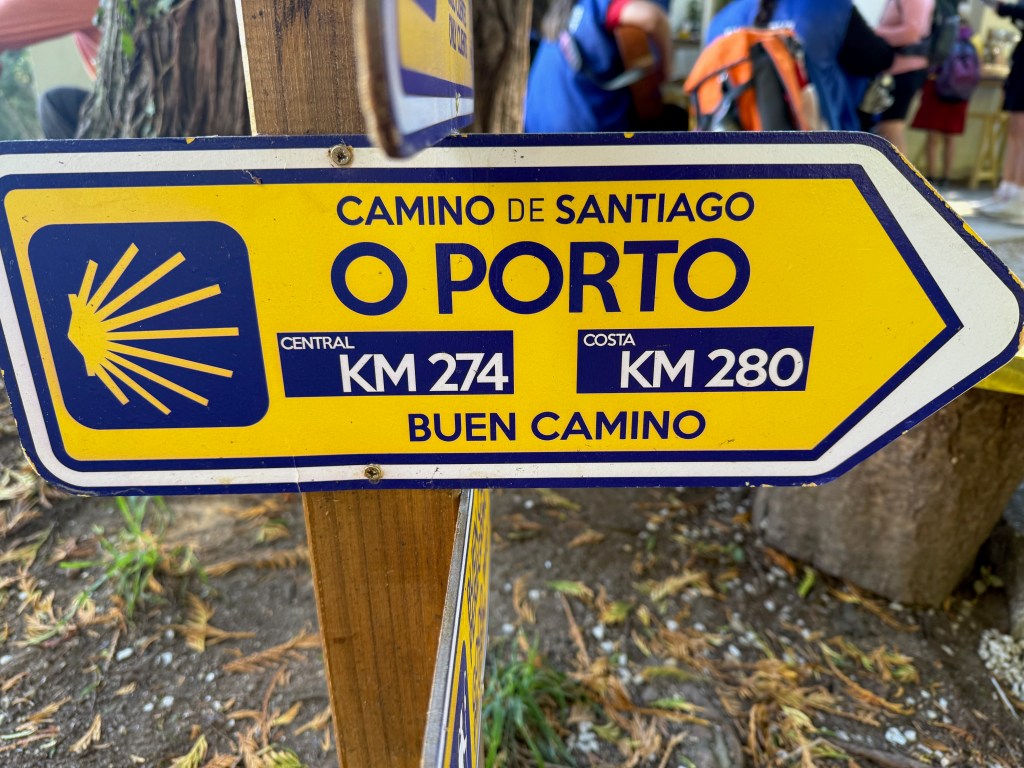 CAMINO DE SANTIAGO
O PORTO
CENTRAL
KM 274
COSTA
KM 280
BUEN CAMINO